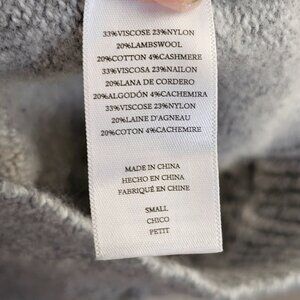 33%VISCOSE 23%NYLON
20%LAMBSWOOL
20%COTTON 4%CASHMERE
33%VISCOSA 23%NAILON
20%LANA DE CORDERO
20%ALGODÓN 4%CACHEMIRA
33%VISCOSE 23%NYLON
20%LAINE D'AGNEAU
20%COTON 4%CACHEMIRE
MADE IN CHINA
HECHO EN CHINA
FABRIQUÉ EN CHINE
SMALL
CHICO
PETIT